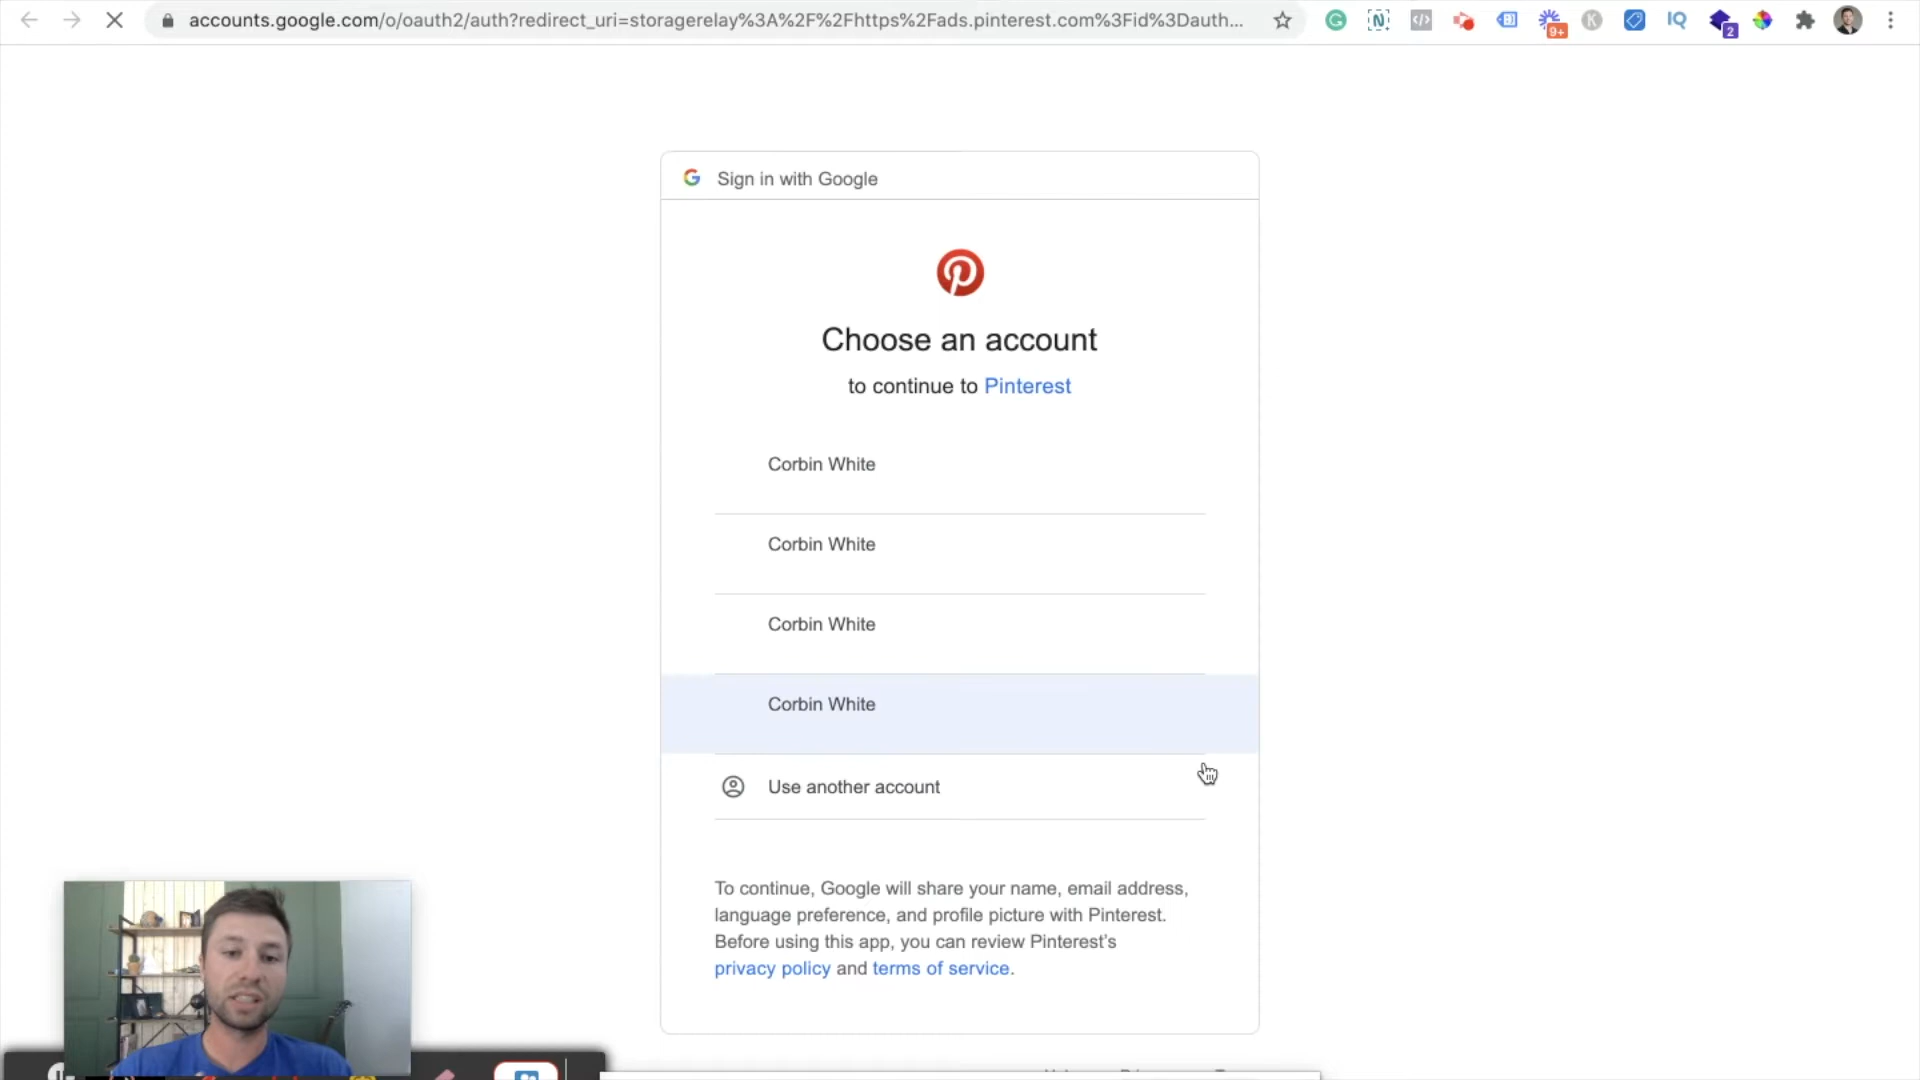 accounts.google.com/o/oauth2/auth?redirect_uri=storagerelay%3A%2F%2Fhttps%2Fads.pinterest.com%3Fid%3Dauth...
9+
K
IQ
2
Sign in with Google
Choose an account
to continue to Pinterest
Corbin White
Corbin White
Corbin White
Corbin White
Use another account
To continue, Google will share your name, email address,
language preference, and profile picture with Pinterest.
Before using this app, you can review Pinterest's
privacy policy and terms of service.